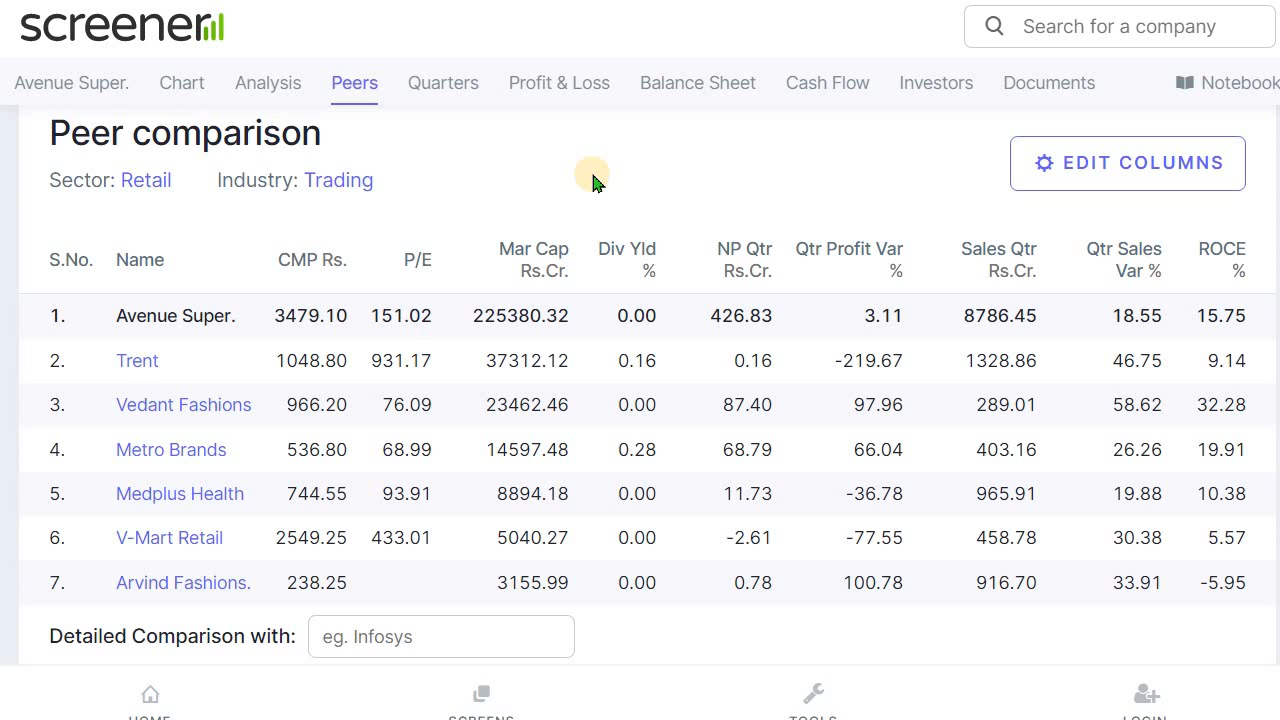 screener
Search for a company
Avenue Super. Chart Analysis Peers Quarters Profit & Loss Balance Sheet Cash Flow Investors Documents Notebook
Peer comparison
EDIT COLUMNS
Sector: Retail Industry: Trading
S.No. Name CMP Rs. P/E Mar Cap Rs.Cr. Div Yld % NP Qtr Rs.Cr. Qtr Profit Var % Sales Qtr Rs.Cr. Qtr Sales Var % ROCE %
1. Avenue Super. 3479.10 151.02 225380.32 0.00 426.83 3.11 8786.45 18.55 15.75
2. Trent 1048.80 931.17 37312.12 0.16 0.16 -219.67 1328.86 46.75 9.14
3. Vedant Fashions 966.20 76.09 23462.46 0.00 87.40 97.96 289.01 58.62 32.28
4. Metro Brands 536.80 68.99 14597.48 0.28 68.79 66.04 403.16 26.26 19.91
5. Medplus Health 744.55 93.91 8894.18 0.00 11.73 -36.78 965.91 19.88 10.38
6. V-Mart Retail 2549.25 433.01 5040.27 0.00 -2.61 -77.55 458.78 30.38 5.57
7. Arvind Fashions. 238.25 3155.99 0.00 0.78 100.78 916.70 33.91 -5.95
Detailed Comparison with: eg. Infosys
HOME SCREENS TOOLS LOGIN